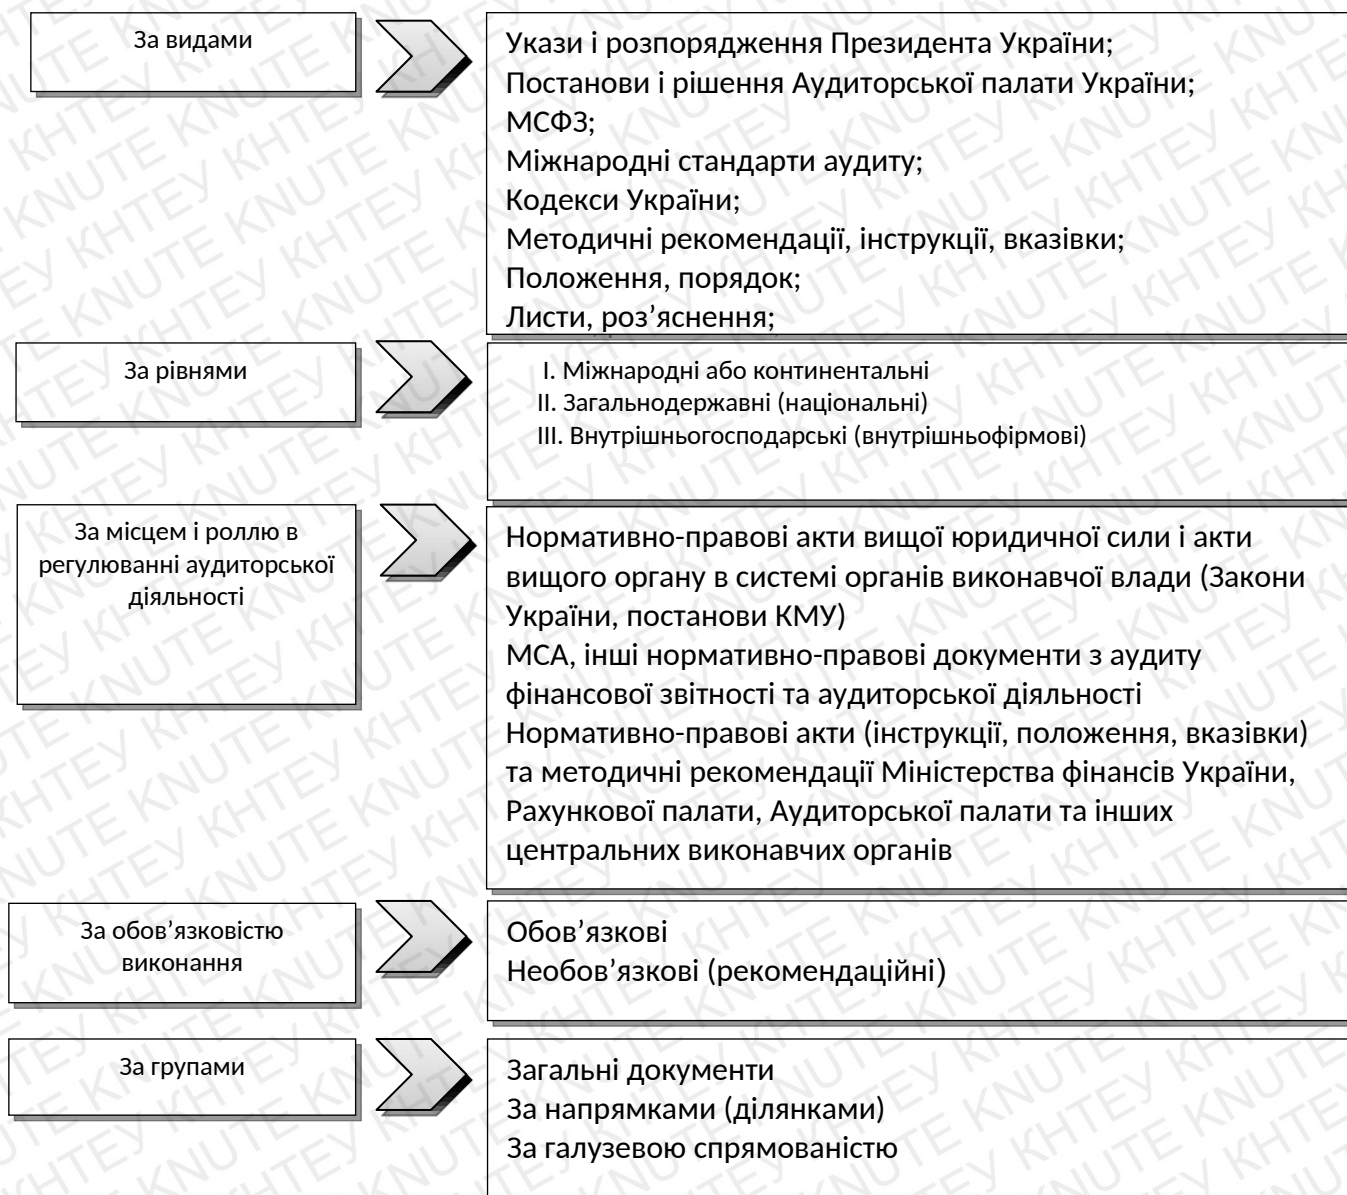 За видами
Укази і розпорядження Президента України;
Постанови і рішення Аудиторської палати України;
МСФЗ;
Міжнародні стандарти аудиту;
Кодекси України;
Методичні рекомендації, інструкції, вказівки;
Положення, порядок;
Листи, роз’яснення;
За рівнями
I. Міжнародні або континентальні
II. Загальнодержавні (національні)
III. Внутрішньогосподарські (внутрішньофірмові)
За місцем і роллю в
регулюванні аудиторської
діяльності
Нормативно-правові акти вищої юридичної сили і акти
вищого органу в системі органів виконавчої влади (Закони
України, постанови КМУ)
МСА, інші нормативно-правові документи з аудиту
фінансової звітності та аудиторської діяльності
Нормативно-правові акти (інструкції, положення, вказівки)
та методичні рекомендації Міністерства фінансів України,
Рахункової палати, Аудиторської палати та інших
центральних виконавчих органів
За обов’язковістю
виконання
Обов’язкові
Необов’язкові (рекомендаційні)
За групами
Загальні документи
За напрямками (ділянками)
За галузевою спрямованістю